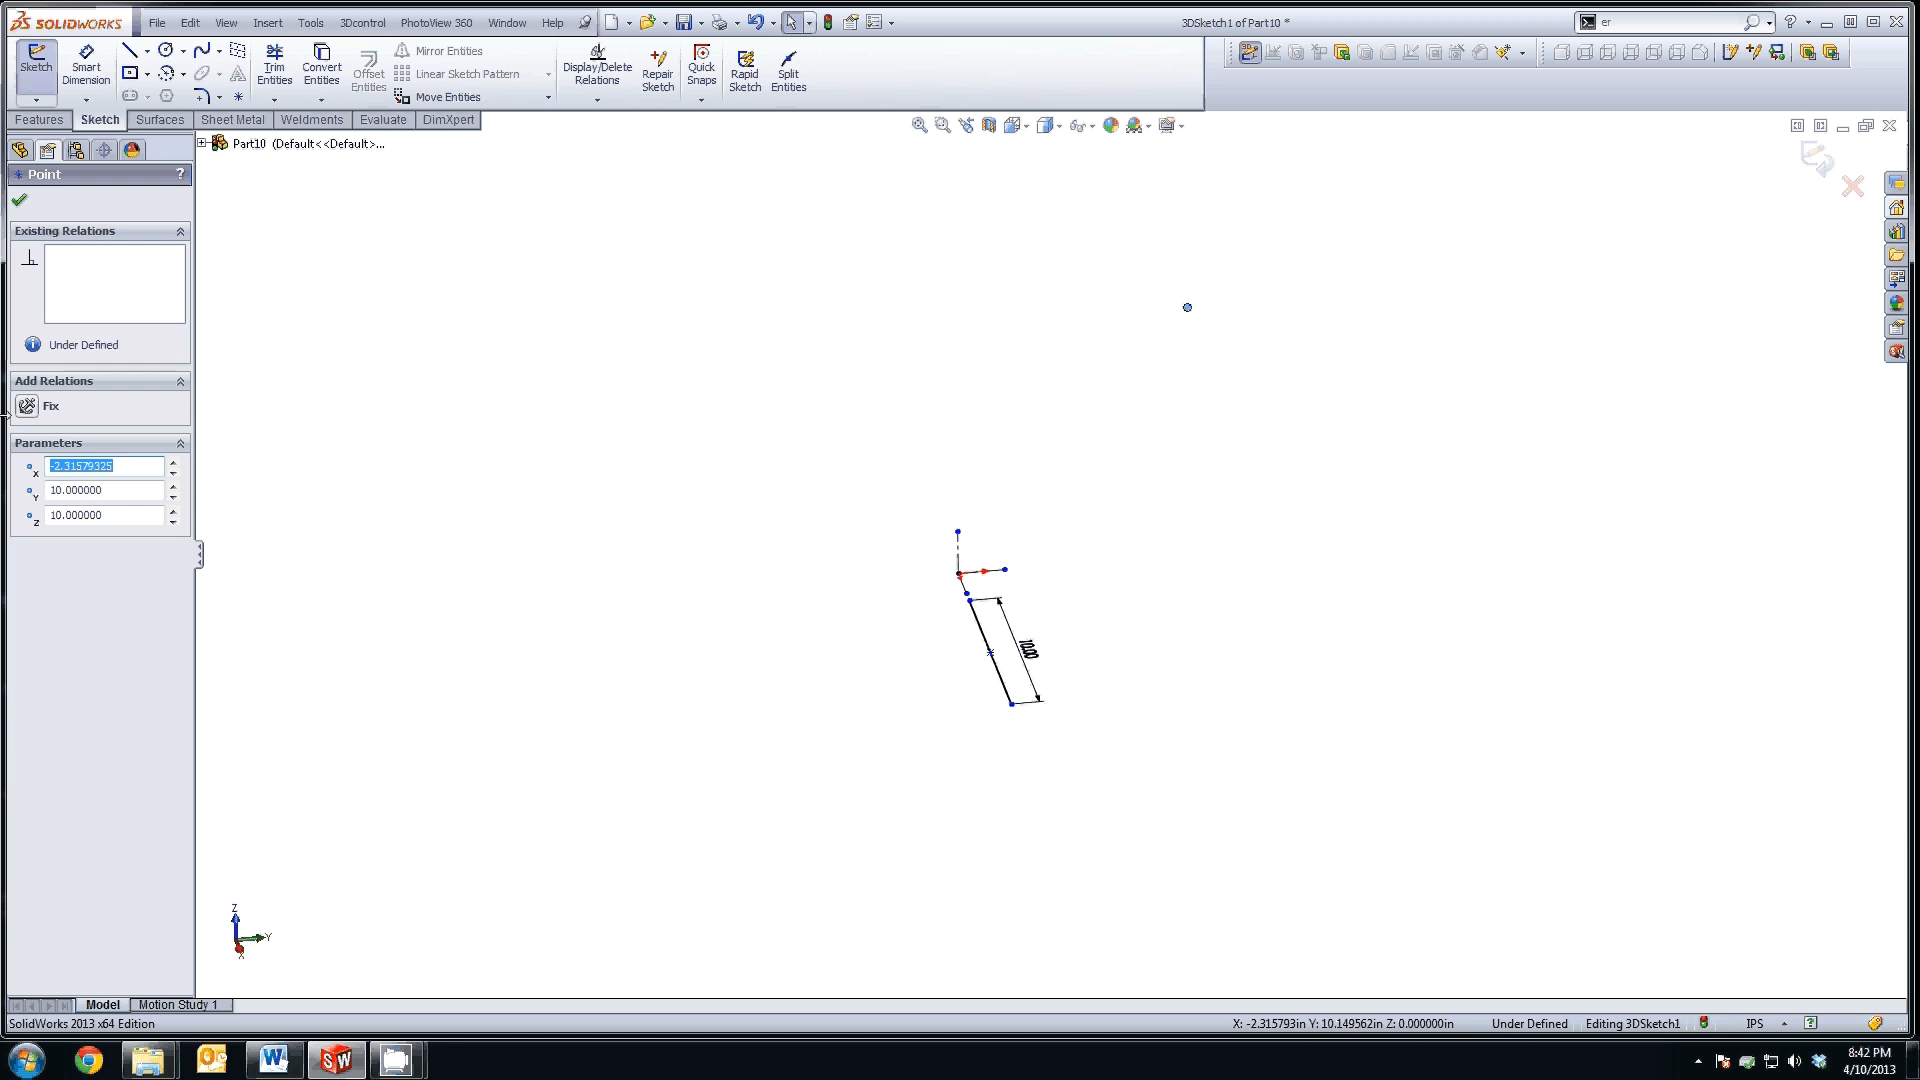 SOLIDWORKS File Edit View Insert Tools 3Dcontrol PhotoView 360 Window Help 3DSketch1 of Part10 * er
Sketch Smart Dimension Trim Entities Convert Entities Offset Entities Mirror Entities Linear Sketch Pattern Move Entities Display/Delete Relations Repair Sketch Quick Snaps Rapid Sketch Split Entities
Features Sketch Surfaces Sheet Metal Weldments Evaluate DimXpert
Part10 (Default<<Default>...
Point ?
Existing Relations
Under Defined
Add Relations
Fix
Parameters
X -2.31579325
Y 10.000000
Z 10.000000
10.00
Z
Y
X
Model Motion Study 1
SolidWorks 2013 x64 Edition X: -2.315793in Y: 10.149562in Z: 0.000000in Under Defined Editing 3DSketch1 IPS
8:42 PM
4/10/2013